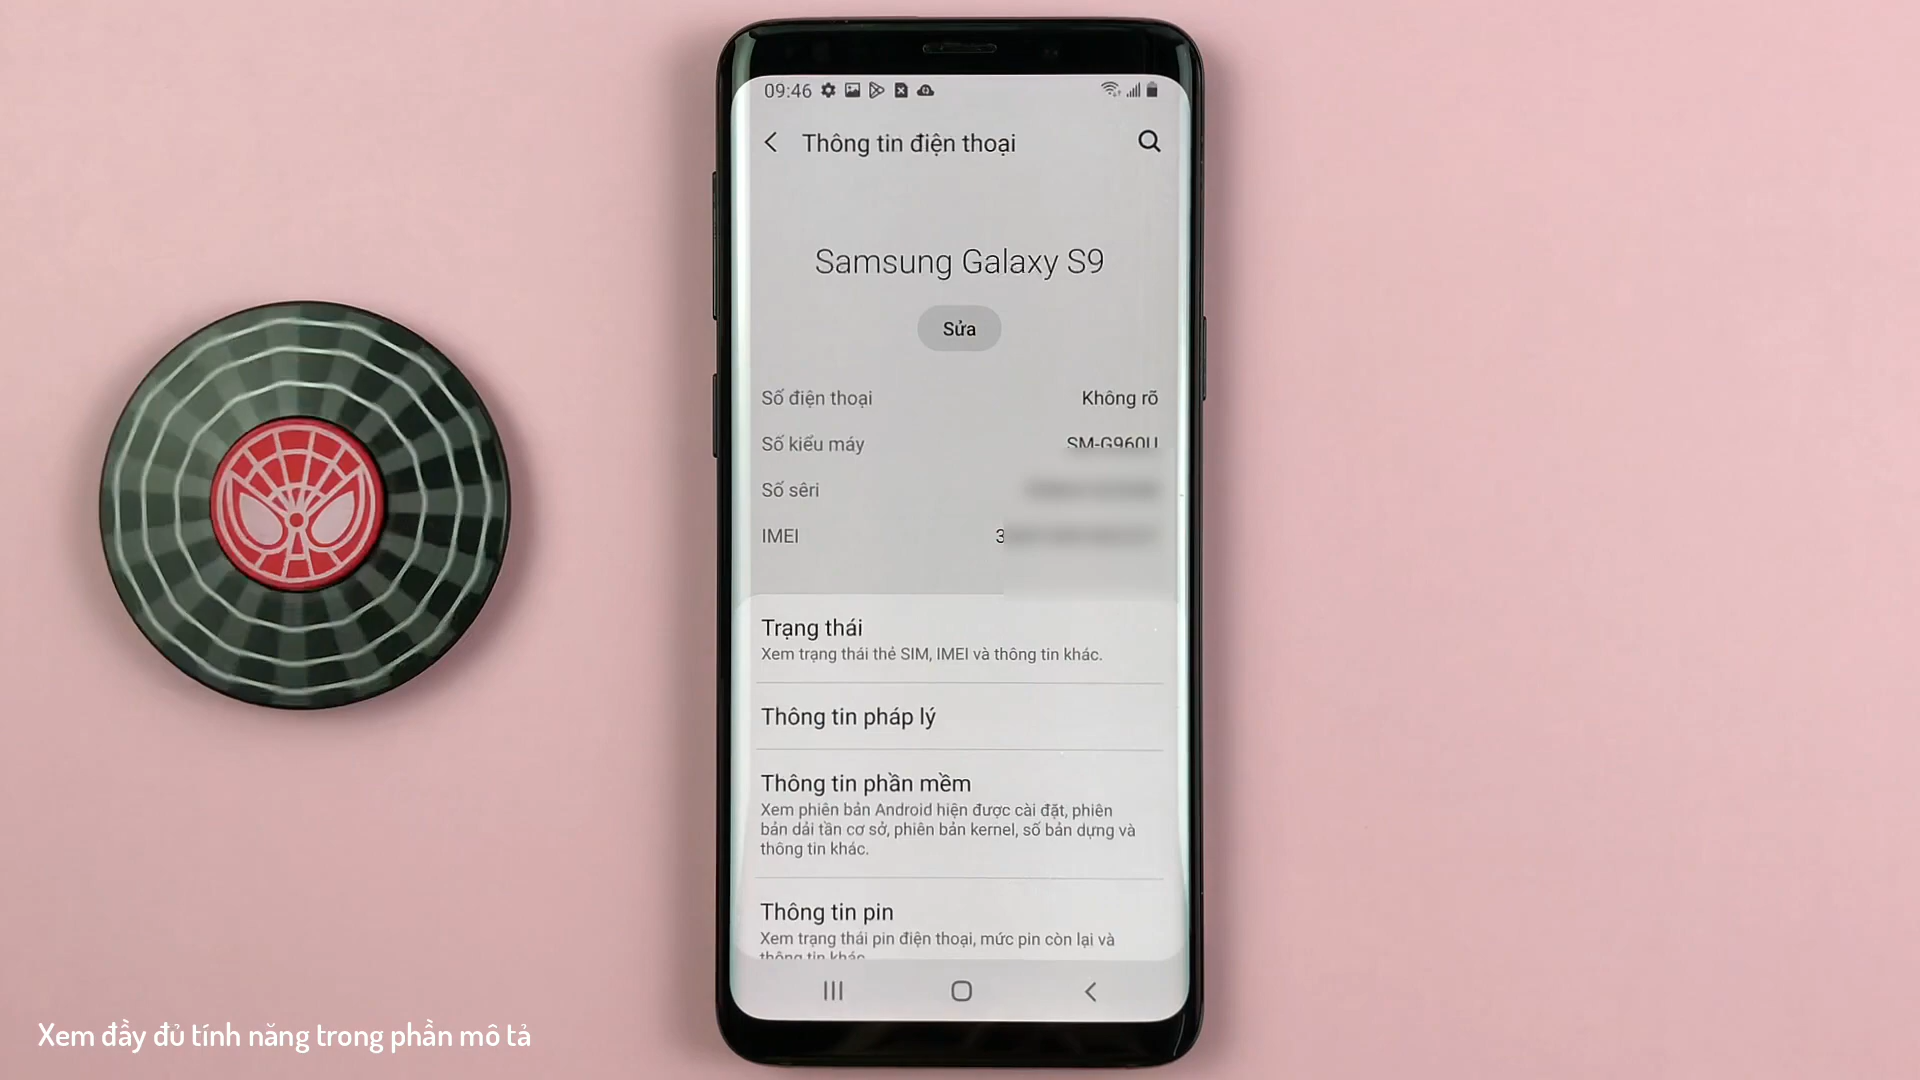 09:46
Thông tin điện thoại
Samsung Galaxy S9
Sửa
Số điện thoại Không rõ
Số kiểu máy SM-G960U
Số sêri
IMEI 3
Trạng thái
Xem trạng thái thẻ SIM, IMEI và thông tin khác.
Thông tin pháp lý
Thông tin phần mềm
Xem phiên bản Android hiện được cài đặt, phiên
bản dải tần cơ sở, phiên bản kernel, số bản dựng và
thông tin khác.
Thông tin pin
Xem trạng thái pin điện thoại, mức pin còn lại và
thông tin khác
Xem đầy đủ tính năng trong phần mô tả